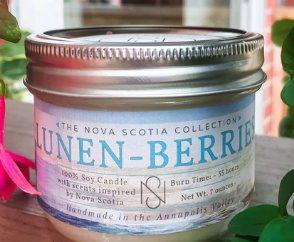 THE NOVA SCOTIA COLLECTION
LUNEN-BERRIES
100% Soy Candle
with scents inspired
by Nova Scotia
NS
Burn Time: ~ 55 hours
Net Wt. 7 ounces
Handmade in the Annapolis Valley